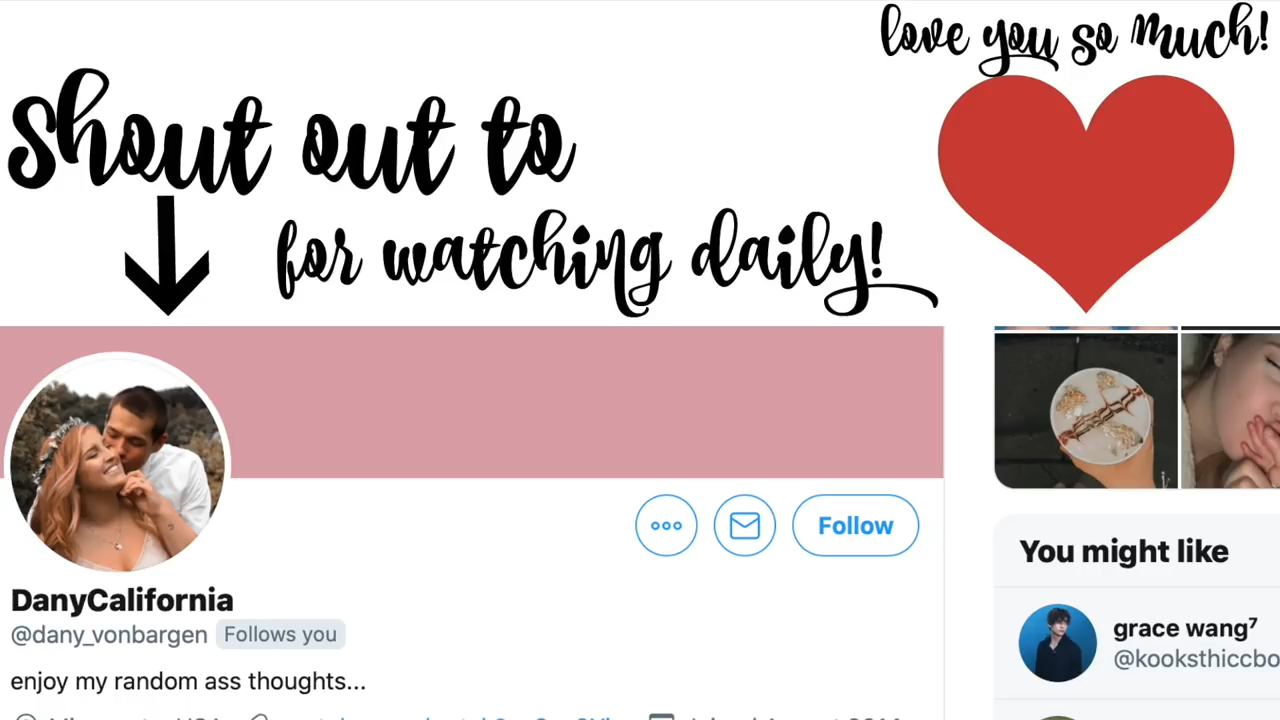 love you so much!
shout out to
for watching daily!
Follow
You might like
DanyCalifornia
@dany_vonbargen Follows you
grace wang⁷
@kooksthiccbo
enjoy my random ass thoughts...